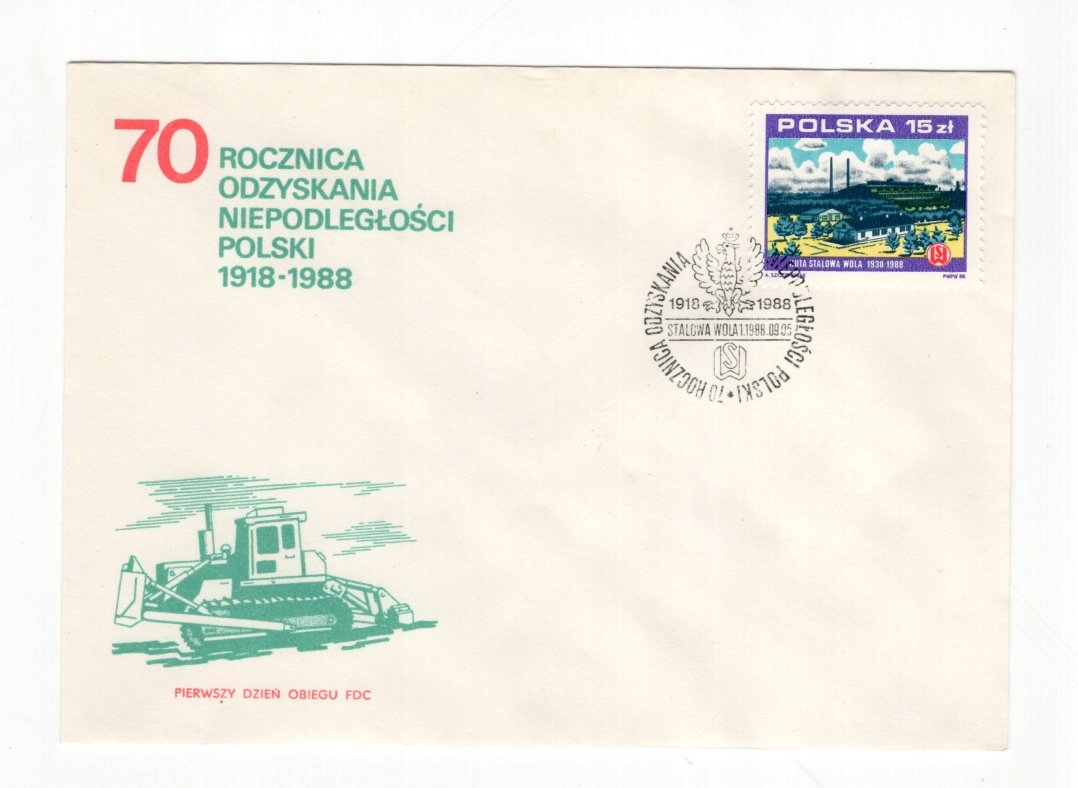 70 ROCZNICA
ODZYSKANIA
NIEPODLEGŁOŚCI
POLSKI
1918-1988
POLSKA 15 zł
HUTA STALOWA WOLA 1938-1988
PWPW 88
70 ROCZNICA ODZYSKANIA NIEPODLEGŁOŚCI POLSKI *
1918 1988
STALOWA WOLA 1.1988.09.05
HSW
PIERWSZY DZIEŃ OBIEGU FDC